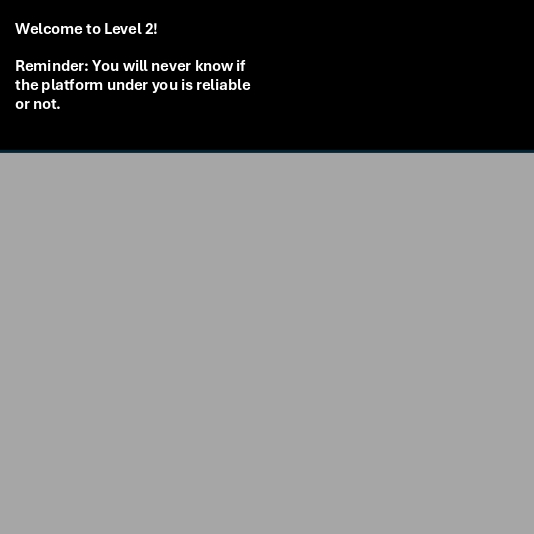 Welcome to Level 2!
Reminder: You will never know if
the platform under you is reliable
or not.